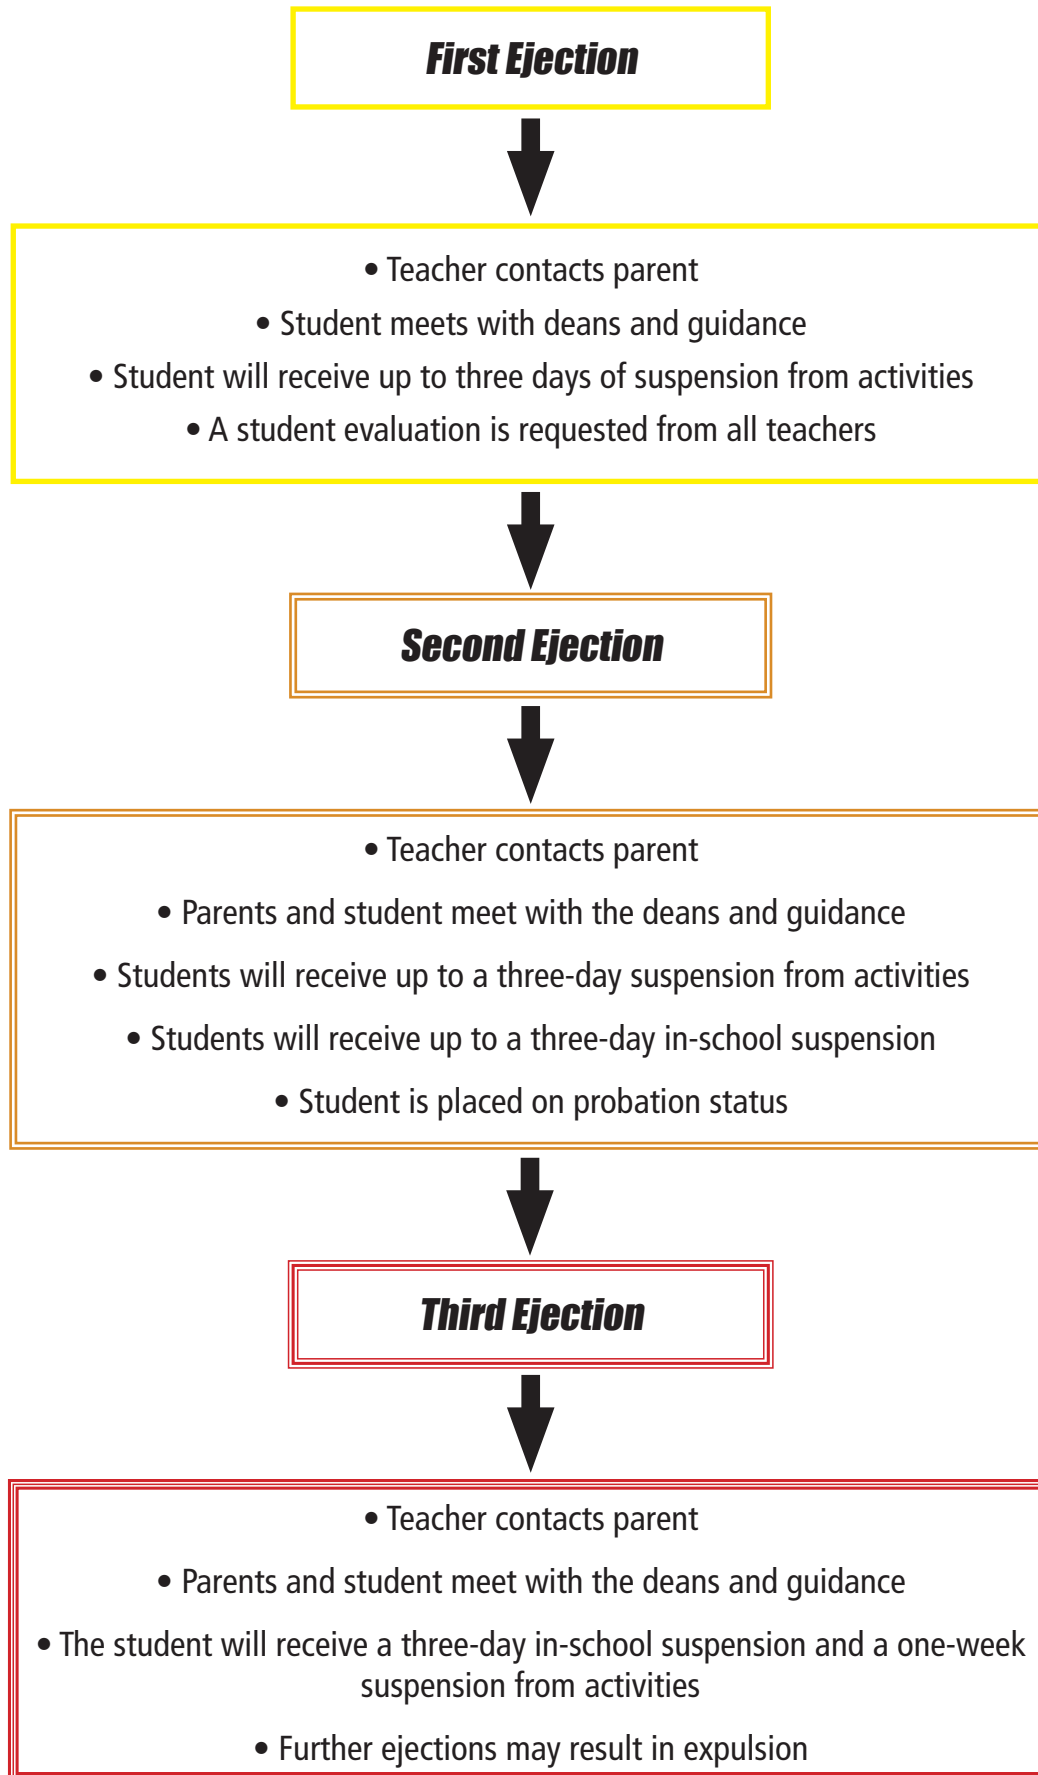 First Ejection
• Teacher contacts parent
• Student meets with deans and guidance
• Student will receive up to three days of suspension from activities
• A student evaluation is requested from all teachers
Second Ejection
• Teacher contacts parent
• Parents and student meet with the deans and guidance
• Students will receive up to a three-day suspension from activities
• Students will receive up to a three-day in-school suspension
• Student is placed on probation status
Third Ejection
• Teacher contacts parent
• Parents and student meet with the deans and guidance
• The student will receive a three-day in-school suspension and a one-week
suspension from activities
• Further ejections may result in expulsion